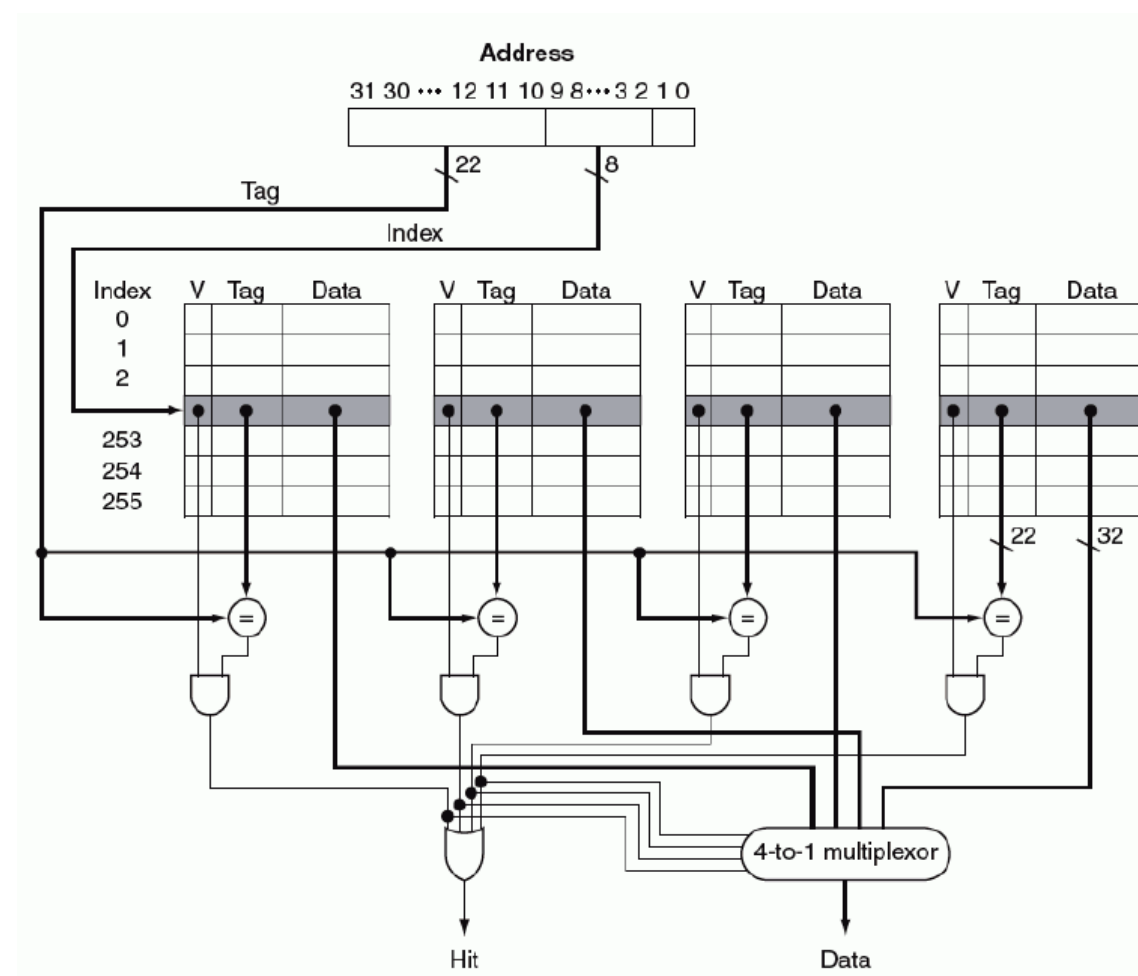 Address
31 30 ••• 12 11 10 9 8 ••• 3 2 1 0
22
8
Tag
Index
Index V Tag Data V Tag Data V Tag Data V Tag Data
0
1
2
253
254
255
22 32
= = = =
4-to-1 multiplexor
Hit Data